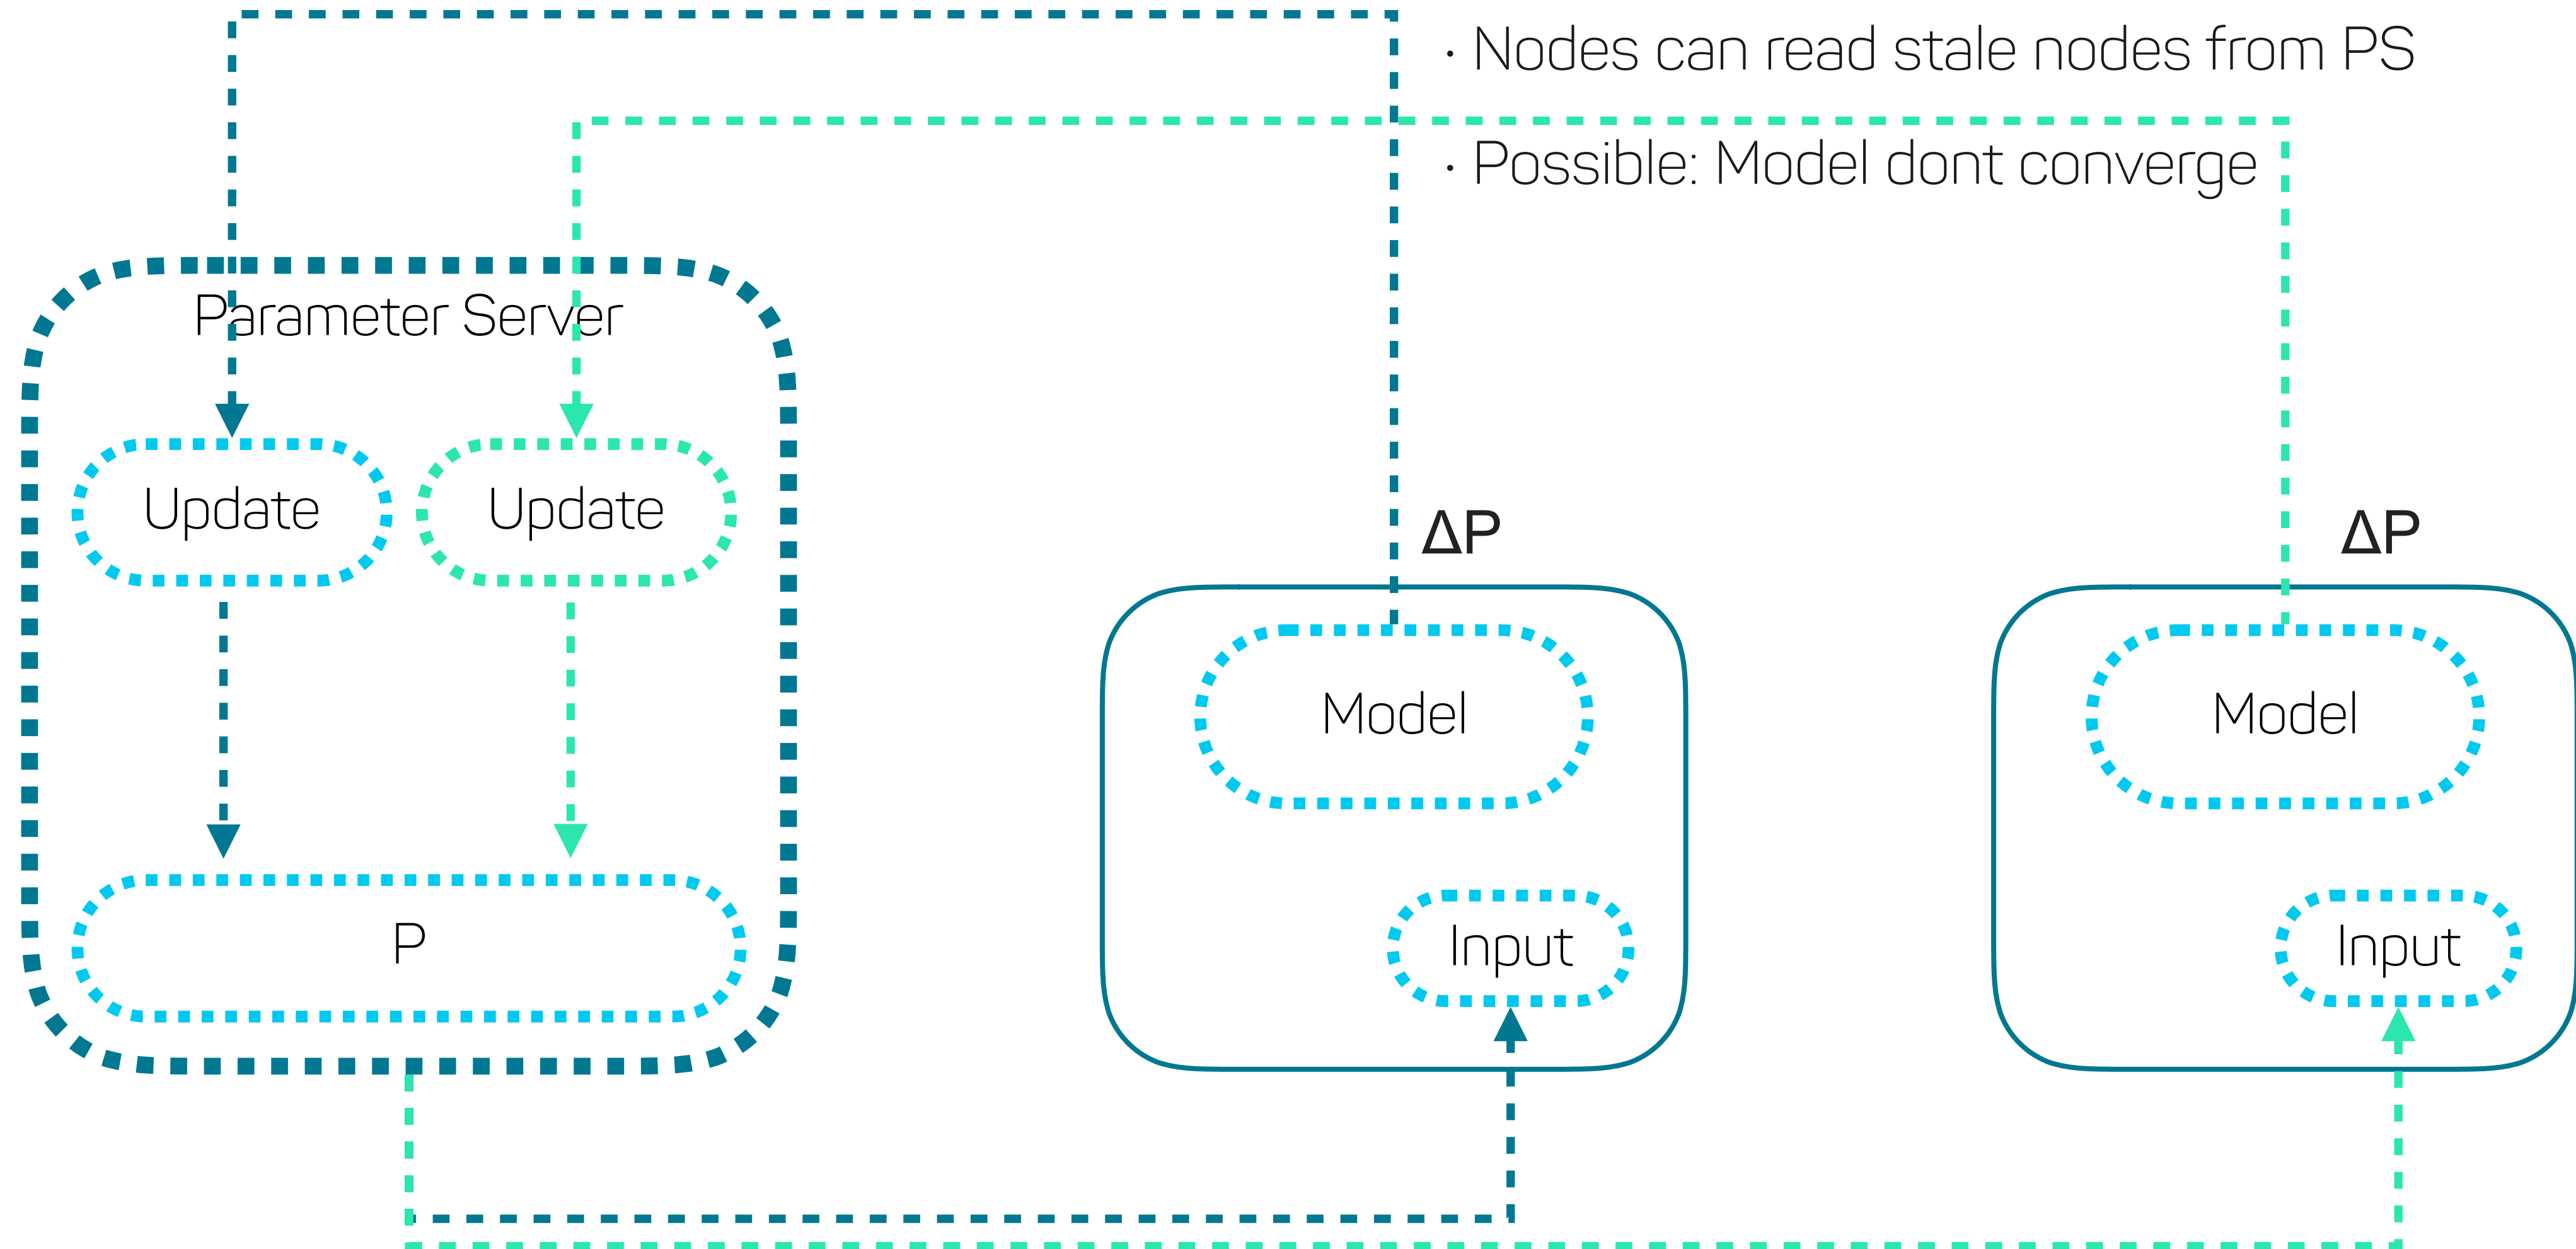 · Nodes can read stale nodes from PS
· Possible: Model dont converge
Parameter Server
Update
Update
ΔP
ΔP
Model
Model
P
Input
Input